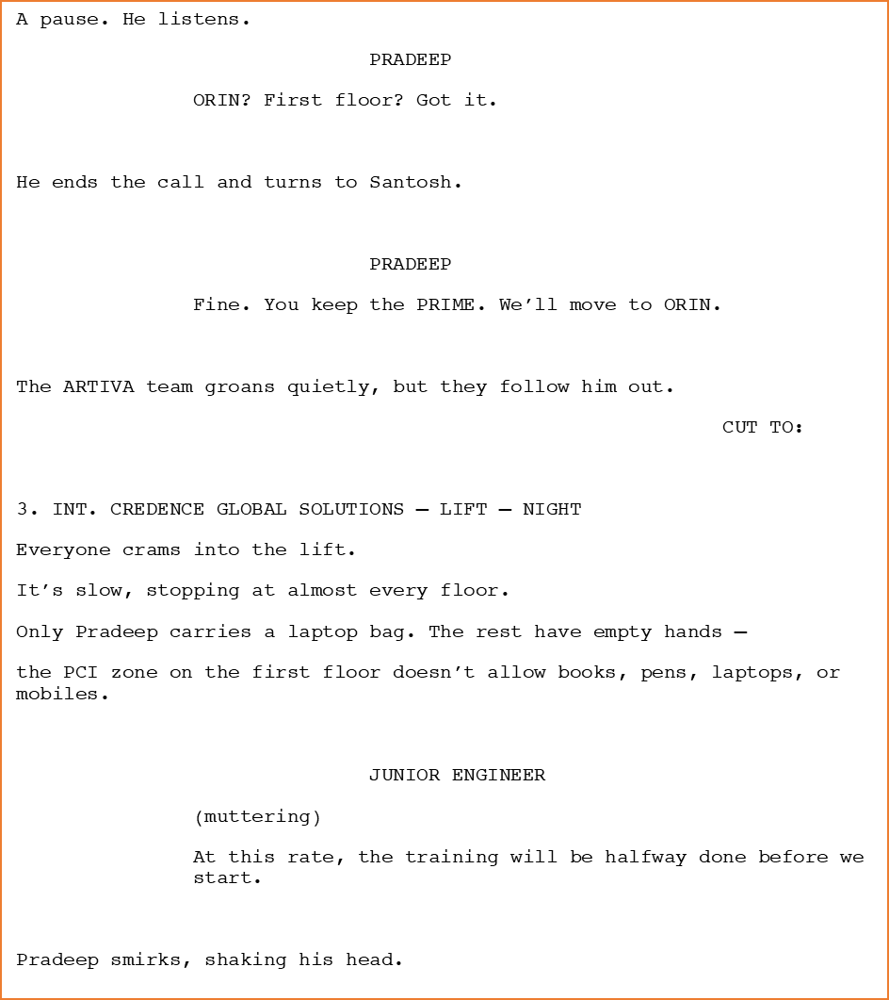 A pause. He listens.
PRADEEP
ORIN? First floor? Got it.
He ends the call and turns to Santosh.
PRADEEP
Fine. You keep the PRIME. We’ll move to ORIN.
The ARTIVA team groans quietly, but they follow him out.
CUT TO:
3. INT. CREDENCE GLOBAL SOLUTIONS — LIFT — NIGHT
Everyone crams into the lift.
It’s slow, stopping at almost every floor.
Only Pradeep carries a laptop bag. The rest have empty hands —
the PCI zone on the first floor doesn’t allow books, pens, laptops, or
mobiles.
JUNIOR ENGINEER
(muttering)
At this rate, the training will be halfway done before we
start.
Pradeep smirks, shaking his head.